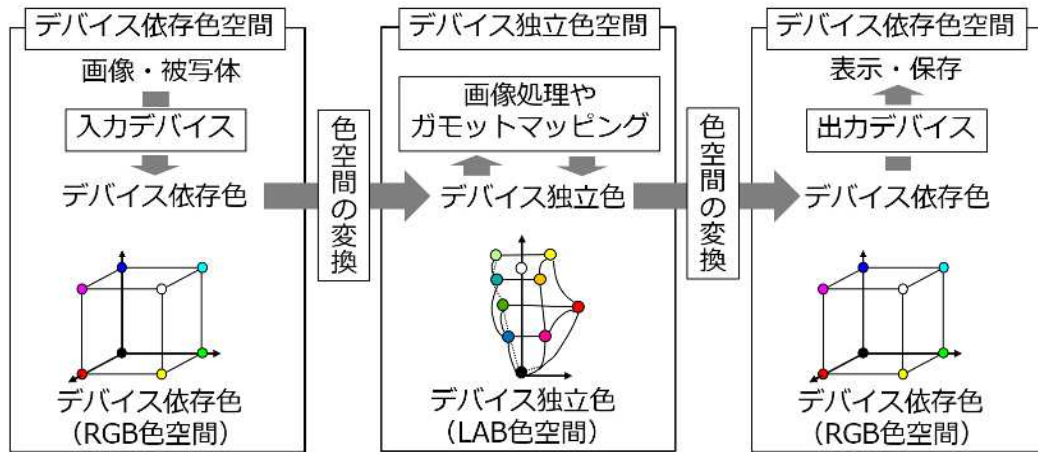 デバイス依存色空間
画像・被写体
入力デバイス
デバイス依存色
デバイス依存色
（RGB色空間）
色空間の変換
デバイス独立色空間
画像処理や
ガモットマッピング
デバイス独立色
デバイス独立色
（LAB色空間）
色空間の変換
デバイス依存色空間
表示・保存
出力デバイス
デバイス依存色
デバイス依存色
（RGB色空間）